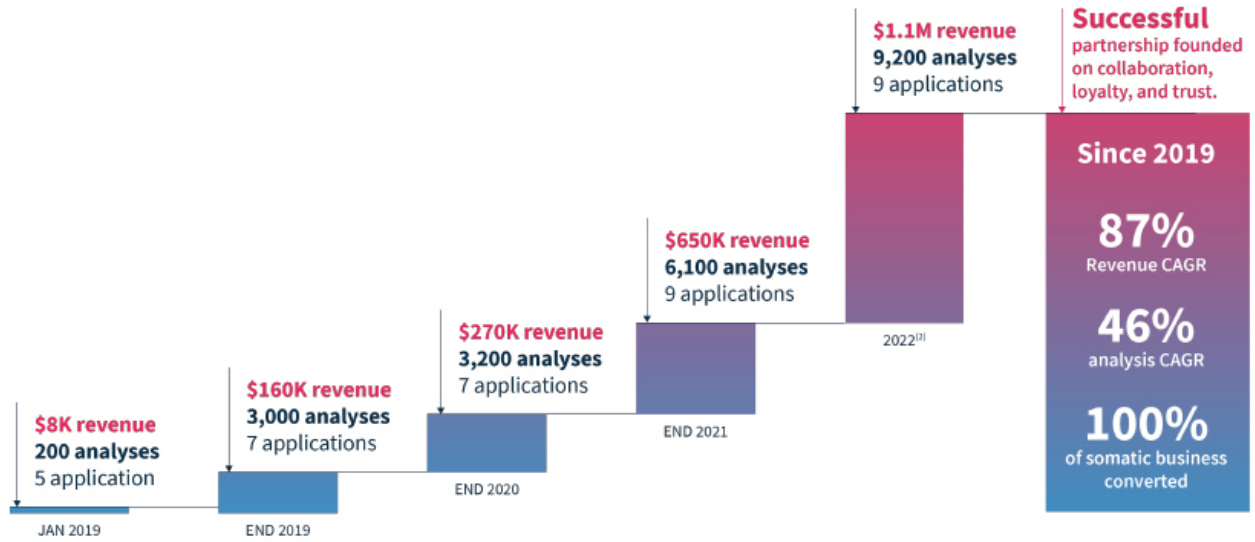 $8K revenue
200 analyses
5 application
JAN 2019
$160K revenue
3,000 analyses
7 applications
END 2019
$270K revenue
3,200 analyses
7 applications
END 2020
$650K revenue
6,100 analyses
9 applications
END 2021
$1.1M revenue
9,200 analyses
9 applications
2022(2)
Successful
partnership founded
on collaboration,
loyalty, and trust.
Since 2019
87%
Revenue CAGR
46%
analysis CAGR
100%
of somatic business
converted